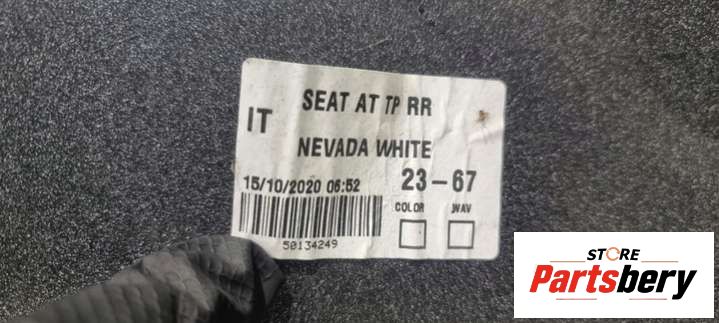 SEAT AT TP RR
IT
NEVADA WHITE
15/10/2020 06:52
23-67
COLOR WAV
50134249
STORE
Partsbery